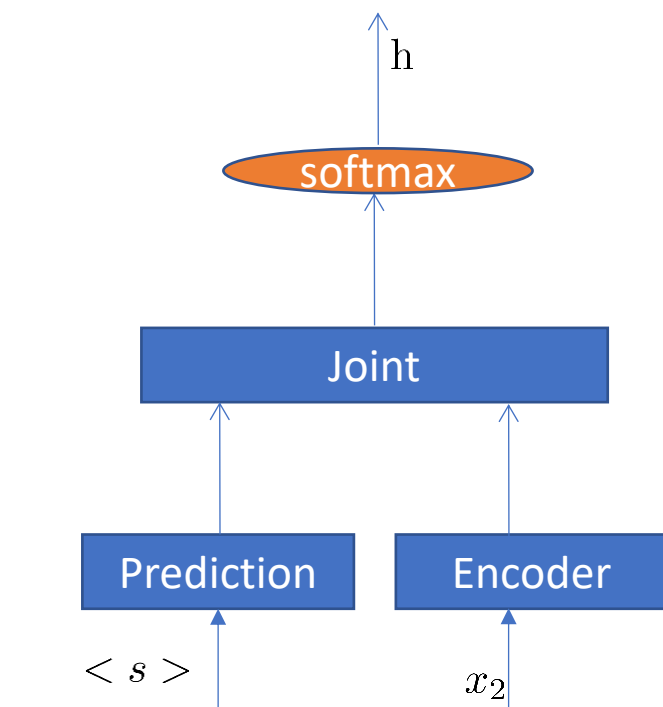 h
softmax
Joint
Prediction
Encoder
< s >
x₂